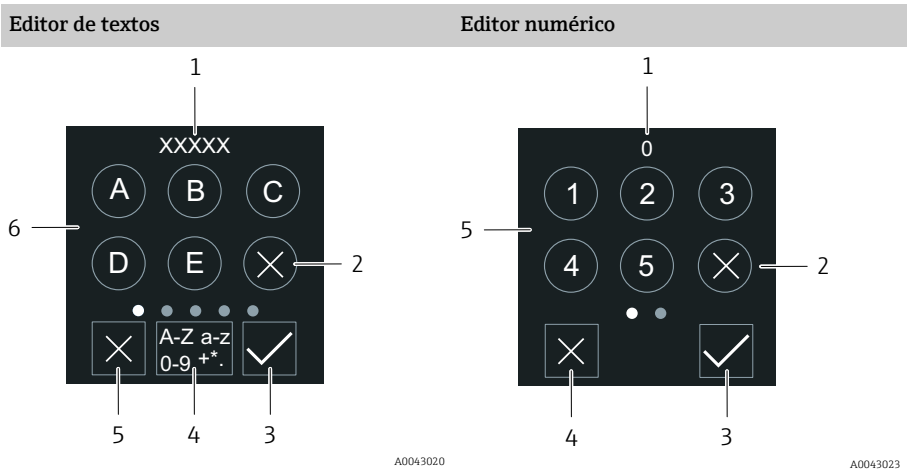 Editor de textos
Editor numérico
1
XXXXX
A B C
6
D E
2
A-Z a-z
0-9 +*.
5 4 3
A0043020
1
0
1 2 3
5
4 5
2
4 3
A0043023